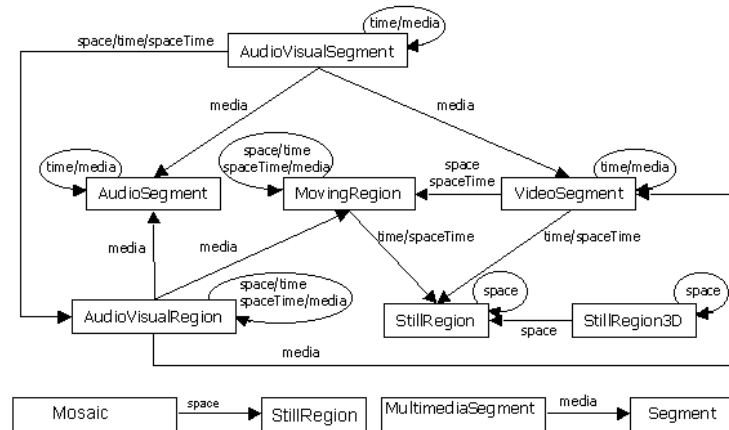 time/media
space/time/spaceTime
AudioVisualSegment
media
media
time/media
space/time
spaceTime/media
space
spaceTime
time/media
AudioSegment
MovingRegion
VideoSegment
media
media
time/spaceTime
time/spaceTime
space/time
spaceTime/media
space
space
AudioVisualRegion
StillRegion
space
StillRegion3D
media
Mosaic
space
StillRegion
MultimediaSegment
media
Segment